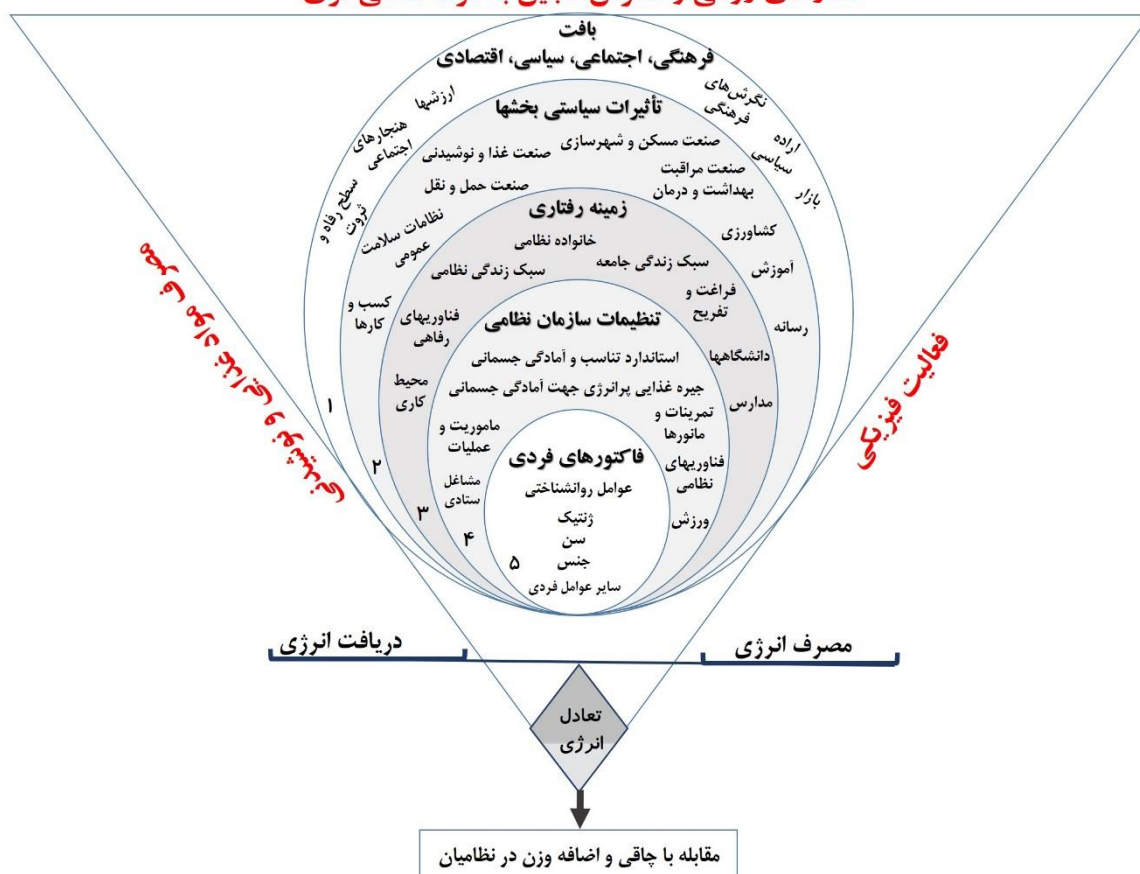 بافت
فرهنگی، اجتماعی، سیاسی، اقتصادی
ارزشها
هنجارهای
اجتماعی
سطح رفاه و
ثروت
نگرش‌های
فرهنگی
اراده
سیاسی
بازار
تأثیرات سیاستی بخشها
صنعت مسکن و شهرسازی
صنعت غذا و نوشیدنی
صنعت مراقبت
بهداشت و درمان
صنعت حمل و نقل
نظامات سلامت
عمومی
کشاورزی
آموزش
کسب و
کارها
رسانه
زمینه رفتاری
خانواده نظامی
سبک زندگی جامعه
سبک زندگی نظامی
فراغت و
تفریح
فناوریهای
رفاهی
دانشگاهها
محیط
کاری
مدارس
تنظیمات سازمان نظامی
استاندارد تناسب و آمادگی جسمانی
جیره غذایی پرانرژی جهت آمادگی جسمانی
تمرینات و
مانورها
ماموریت و
عملیات
فناوریهای
نظامی
مشاغل
ستادی
ورزش
فاکتورهای فردی
عوامل روانشناختی
ژنتیک
سن
جنس
سایر عوامل فردی
۱
۲
۳
۴
۵
فعالیت فیزیکی
مصرف مواد غذایی و نوشیدنی
مصرف انرژی
دریافت انرژی
تعادل
انرژی
مقابله با چاقی و اضافه وزن در نظامیان